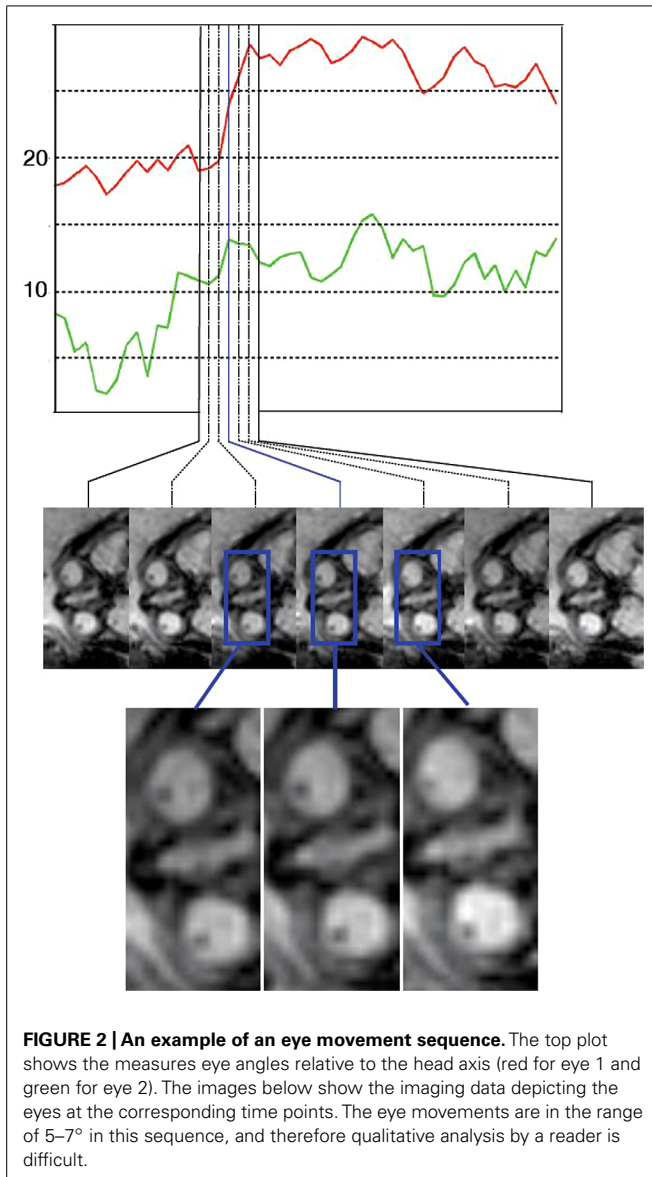 20
10
FIGURE 2 | An example of an eye movement sequence. The top plot
shows the measures eye angles relative to the head axis (red for eye 1 and
green for eye 2). The images below show the imaging data depicting the
eyes at the corresponding time points. The eye movements are in the range
of 5–7° in this sequence, and therefore qualitative analysis by a reader is
difficult.